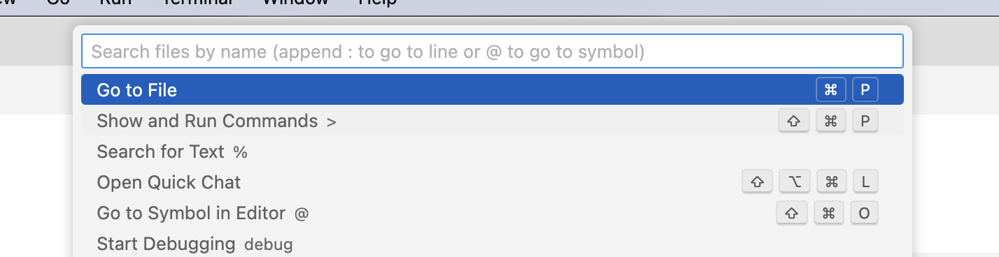 Go Run Terminal Window Help
Search files by name (append : to go to line or @ to go to symbol)
Go to File ⌘ P
Show and Run Commands > ⇧ ⌘ P
Search for Text %
Open Quick Chat ⇧ ⌥ ⌘ L
Go to Symbol in Editor @ ⇧ ⌘ O
Start Debugging debug